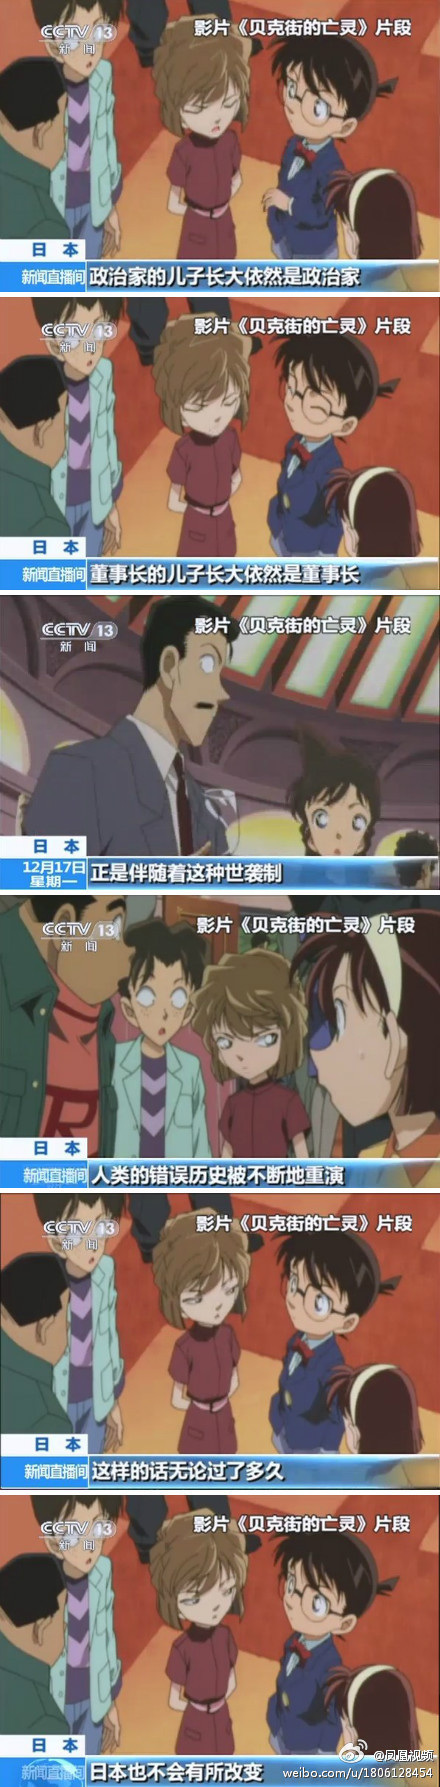 CCTV 13
新 闻
影片《贝克街的亡灵》片段
日 本
新闻直播间
政治家的儿子长大依然是政治家
CCTV 13
新 闻
影片《贝克街的亡灵》片段
日 本
新闻直播间
董事长的儿子长大依然是董事长
CCTV 13
新 闻
影片《贝克街的亡灵》片段
日 本
12月17日
星期一
正是伴随着这种世袭制
CCTV 13
新 闻
影片《贝克街的亡灵》片段
R
日 本
新闻直播间
人类的错误历史被不断地重演
CCTV 13
新 闻
影片《贝克街的亡灵》片段
日 本
新闻直播间
这样的话无论过了多久
CCTV 13
新 闻
影片《贝克街的亡灵》片段
日 本
新闻直播间
日本也不会有所改变
@凤凰视频
weibo.com/u/1806128454